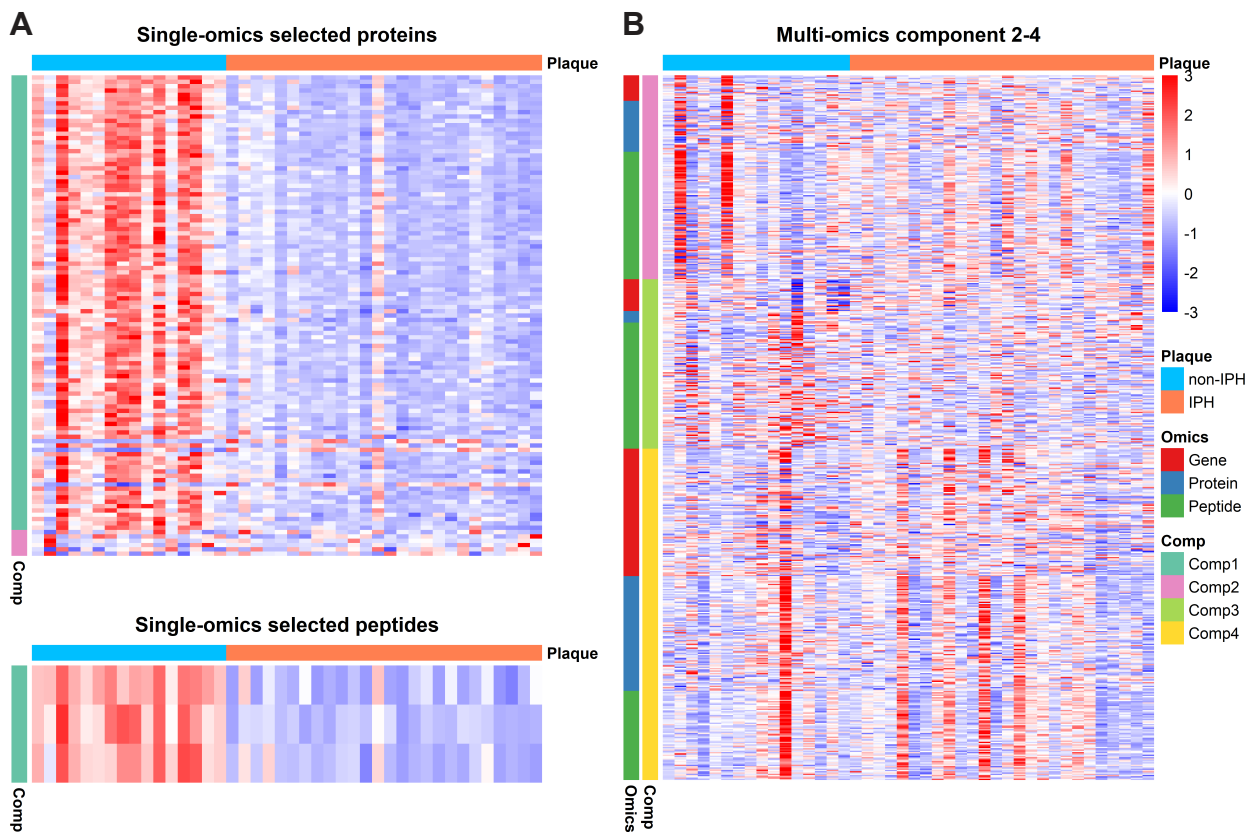 A
Single-omics selected proteins
Plaque
Comp
Single-omics selected peptides
Plaque
Comp
B
Multi-omics component 2-4
Plaque
3
2
1
0
-1
-2
-3
Plaque
non-IPH
IPH
Omics
Gene
Protein
Peptide
Comp
Comp1
Comp2
Comp3
Comp4
Omics
Comp